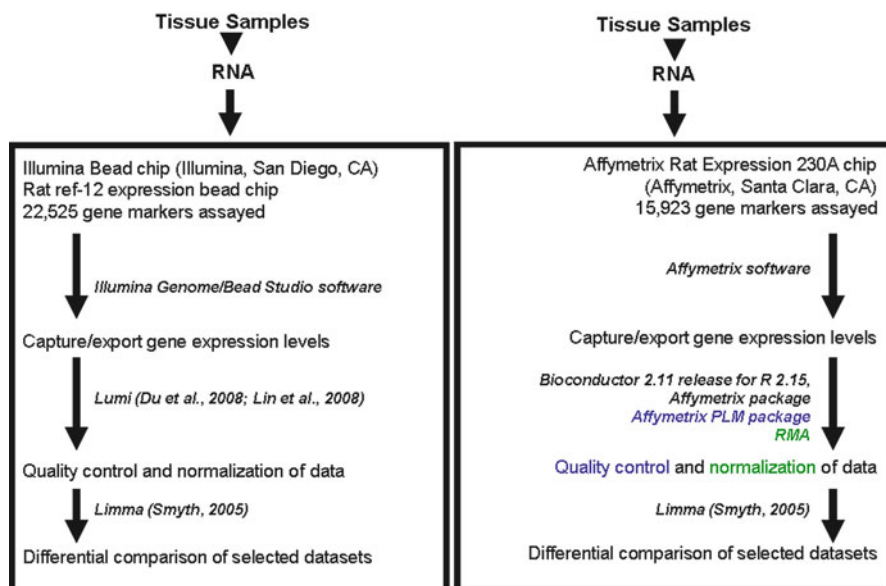 Tissue Samples
RNA
Illumina Bead chip (Illumina, San Diego, CA)
Rat ref-12 expression bead chip
22,525 gene markers assayed
Illumina Genome/Bead Studio software
Capture/export gene expression levels
Lumi (Du et al., 2008; Lin et al., 2008)
Quality control and normalization of data
Limma (Smyth, 2005)
Differential comparison of selected datasets
Tissue Samples
RNA
Affymetrix Rat Expression 230A chip
(Affymetrix, Santa Clara, CA)
15,923 gene markers assayed
Affymetrix software
Capture/export gene expression levels
Bioconductor 2.11 release for R 2.15,
Affymetrix package
Affymetrix PLM package
RMA
Quality control and normalization of data
Limma (Smyth, 2005)
Differential comparison of selected datasets